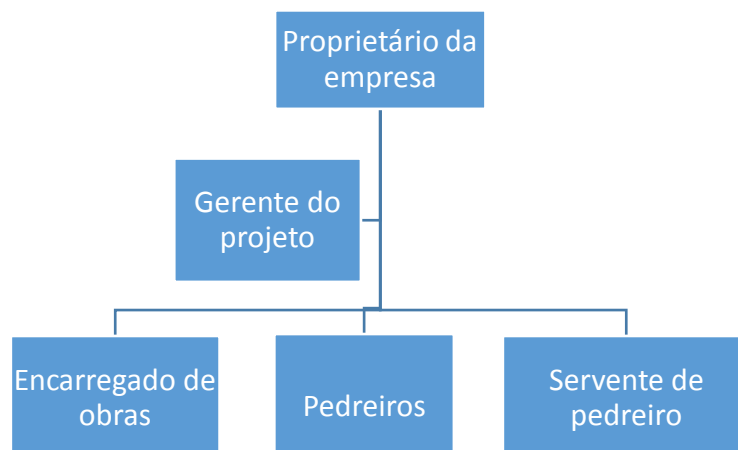 Proprietário da
empresa
Gerente do
projeto
Encarregado de
obras
Pedreiros
Servente de
pedreiro